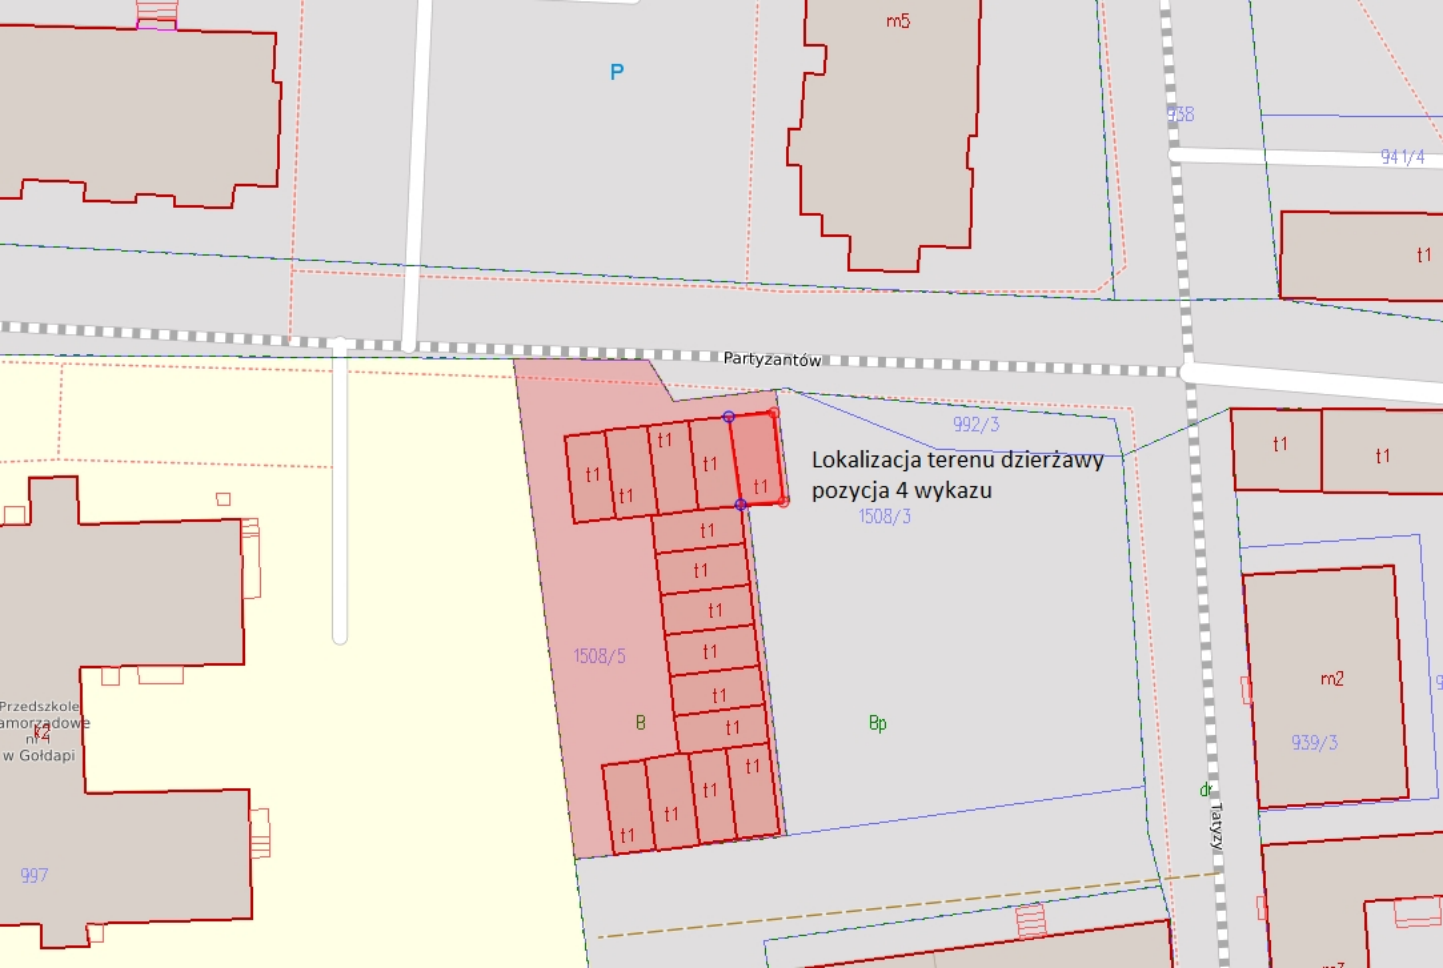 m5
P
938
941/4
t1
Partyzantów
992/3
Lokalizacja terenu dzierżawy
pozycja 4 wykazu
1508/3
t1
t1
t1
t1
t1
t1
t1
t1
t1
t1
t1
t1
t1
1508/5
B
Bp
m2
939/3
Przedszkole
amorządowe
nr 1
w Gołdapi
k2
t1
t1
t1
t1
dr
Tatyzy
997